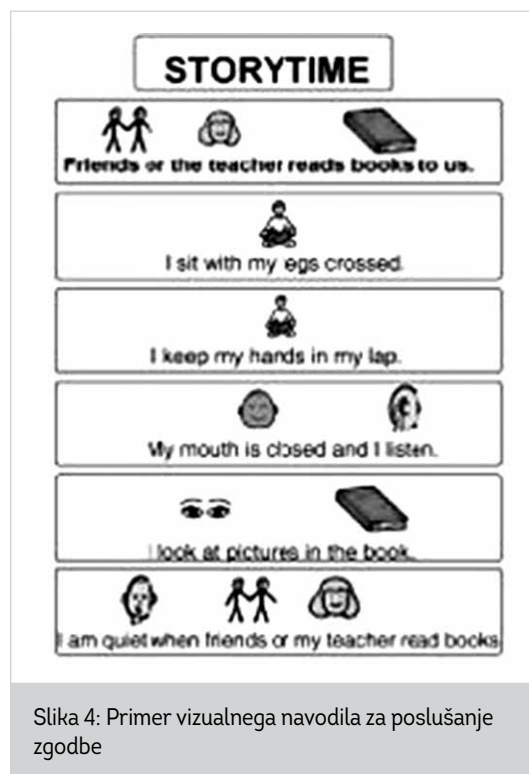 STORYTIME
Friends or the teacher reads books to us.
I sit with my egs crossed.
I keep my hands in my lap.
My mouth is closed and I listen.
I look at pictures in the book.
I am quiet when friends or my teacher read books
Slika 4: Primer vizualnega navodila za poslušanje
zgodbe